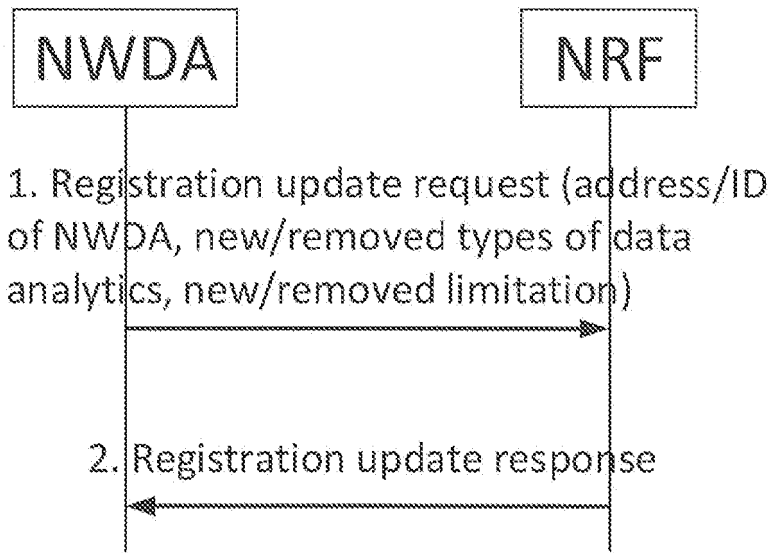 NWDA
NRF
1. Registration update request (address/ID
of NWDA, new/removed types of data
analytics, new/removed limitation)
2. Registration update response